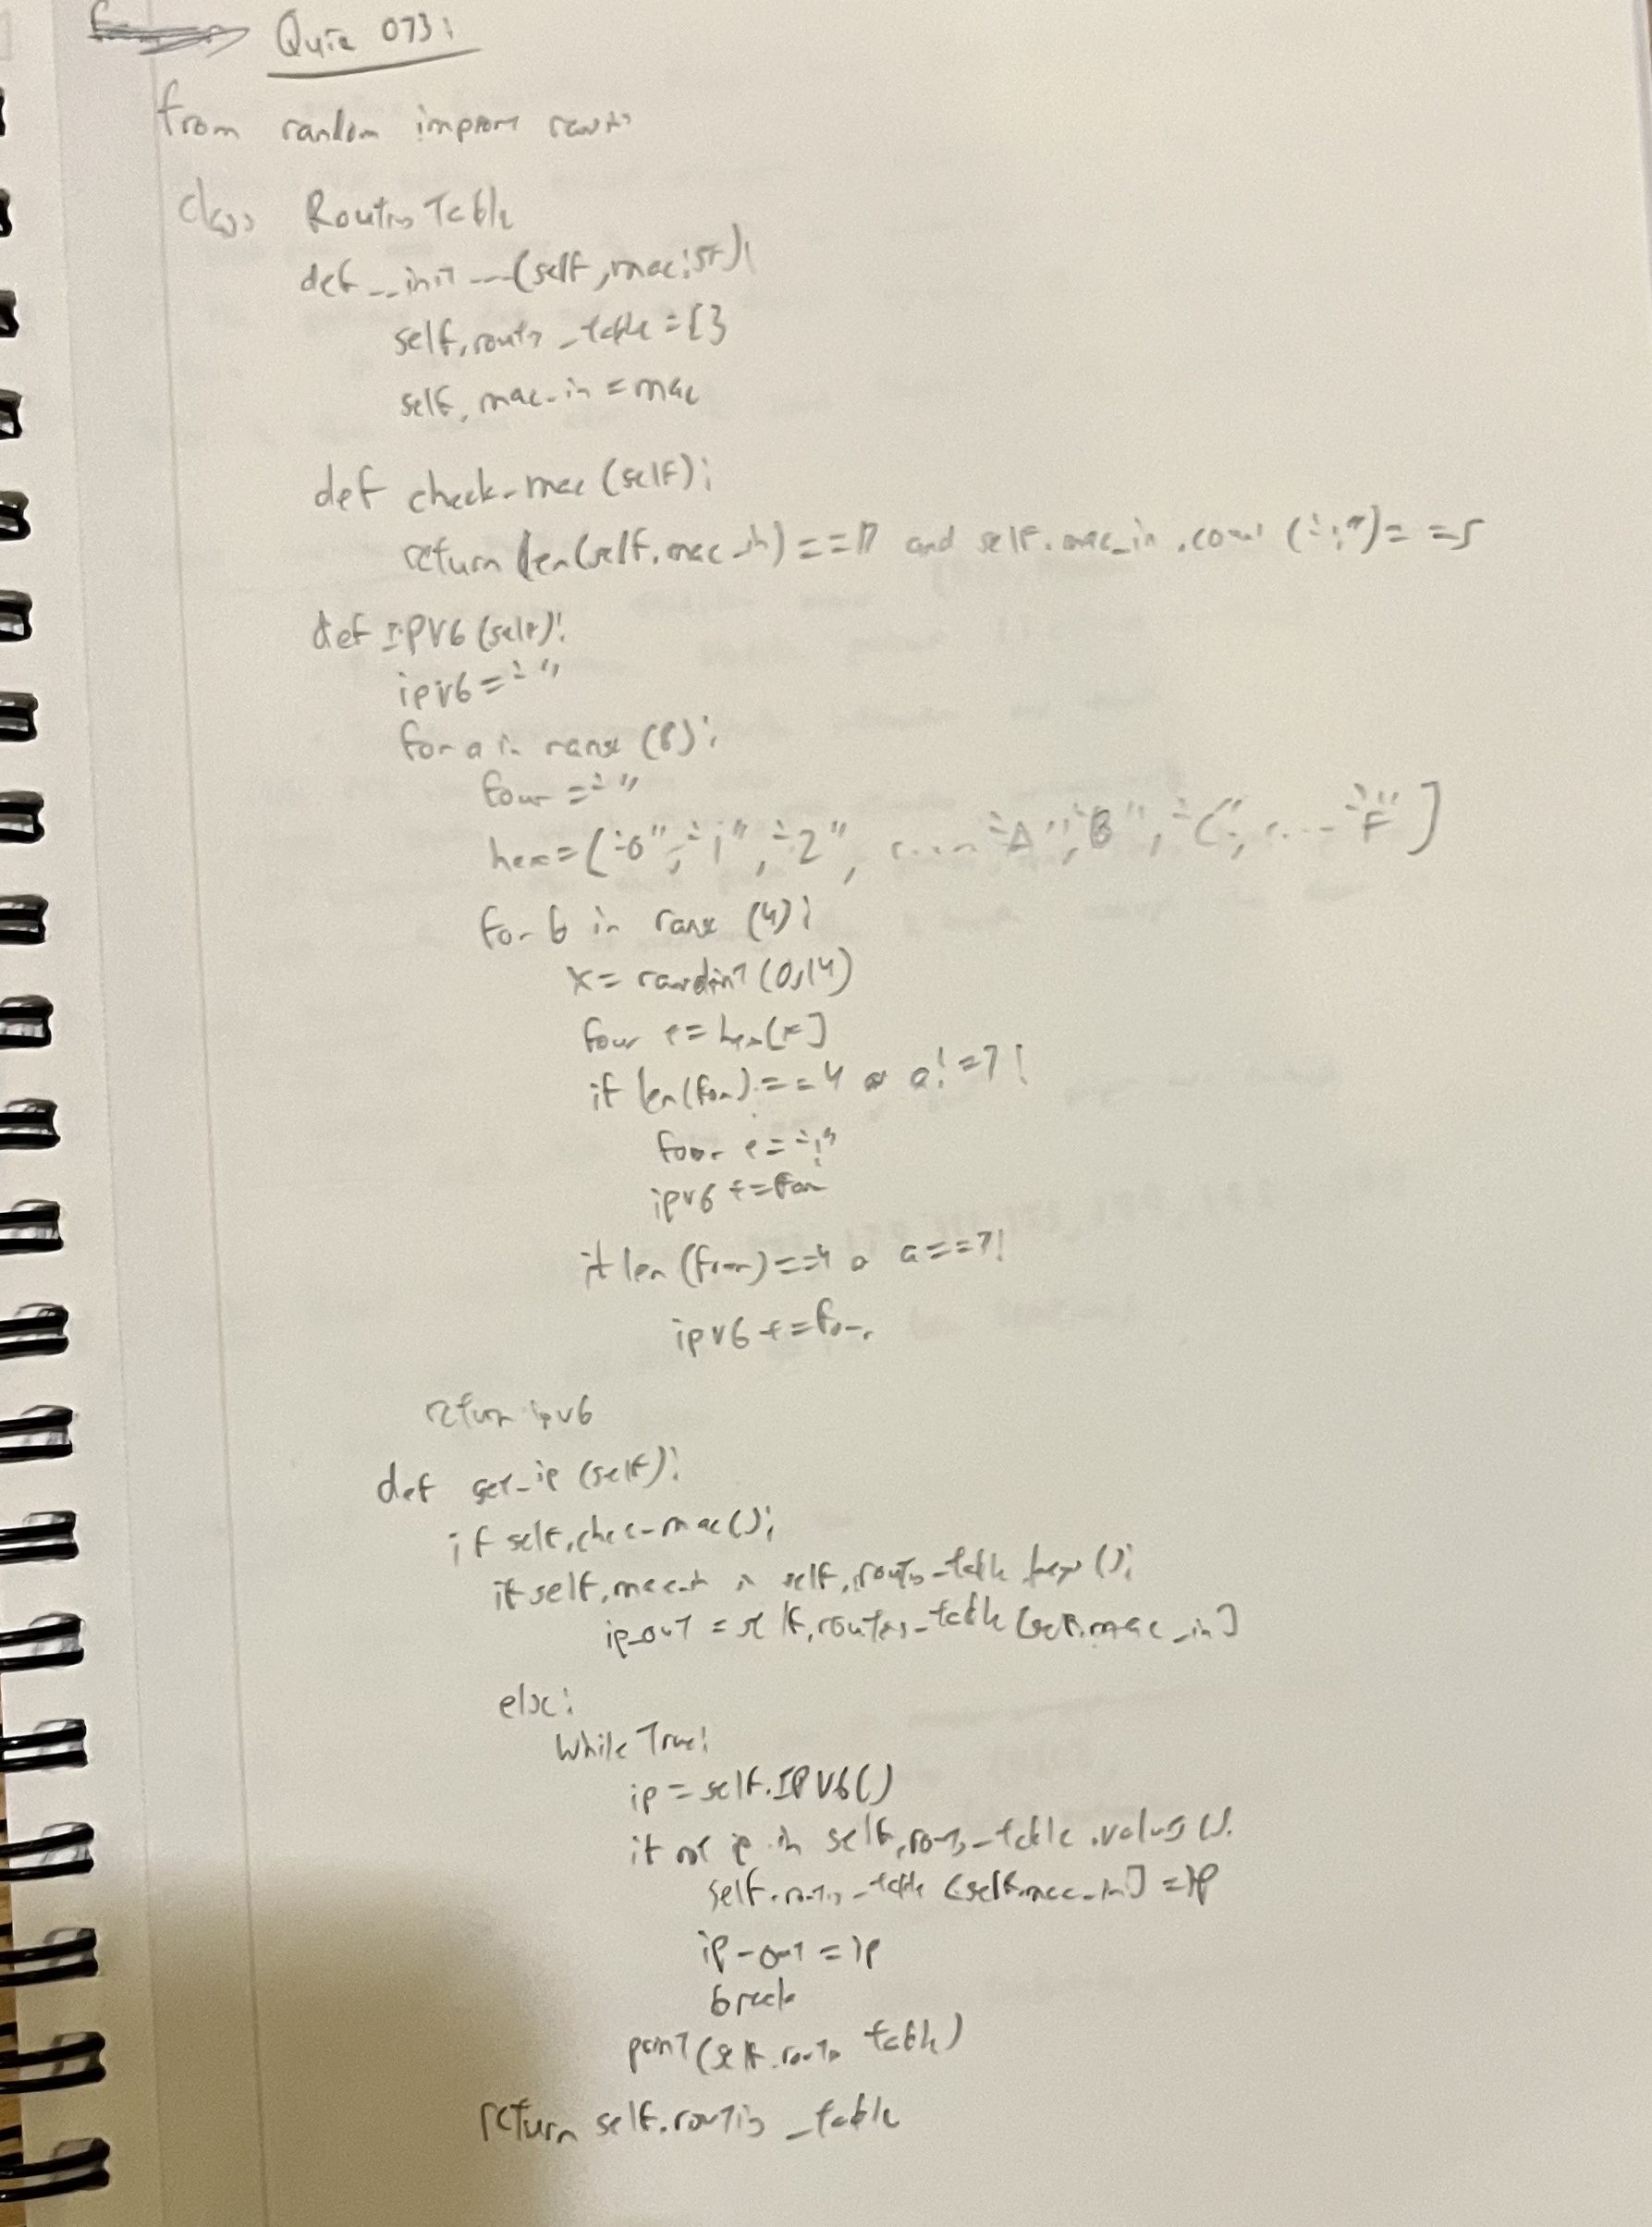 Quiz 073:
from random import randint
class Routing Table
def __init__(self, mac:str):
self.routing_table = {}
self.mac_in = mac
def check_mac (self):
return len(self.mac_in) == 17 and self.mac_in.count (":") == 5
def IPV6 (self):
ipv6 = ""
for a in range (8):
four = ""
hex = ["0", "1", "2", .... "A", "B", "C", .... "F"]
for b in range (4):
x = randint (0,14)
four += hex[x]
if len(four) == 4 a != 7:
four += ":"
ipv6 += four
if len (four) == 4 a == 7:
ipv6 += four
return ipv6
def get_ip (self):
if self.chec_mac():
if self.mac_in in self.routing_table.keys():
ip_out = self.routing_table [self.mac_in]
else:
While True:
ip = self.IPV6()
if not ip in self.routing_table.values():
self.routing_table [self.mac_in] = ip
ip_out = ip
break
print (self.routing table)
return self.routing_table